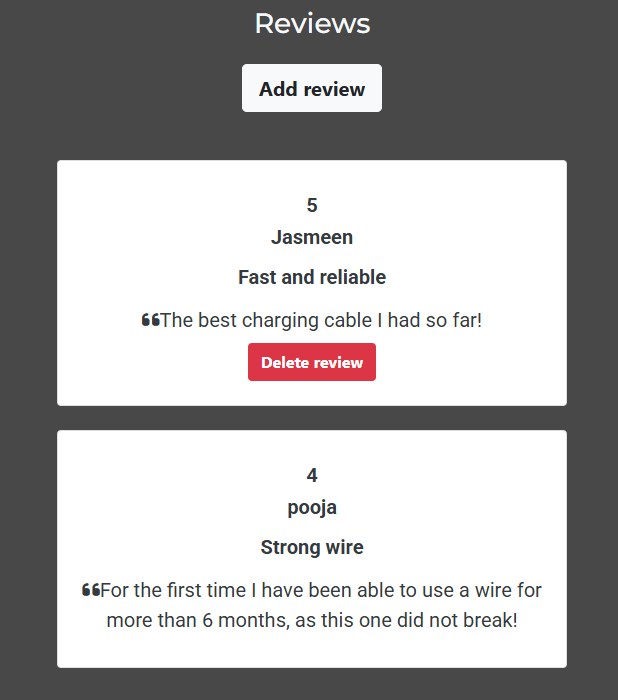 Reviews
Add review
5
Jasmeen
Fast and reliable
❝The best charging cable I had so far!
Delete review
4
pooja
Strong wire
❝For the first time I have been able to use a wire for
more than 6 months, as this one did not break!